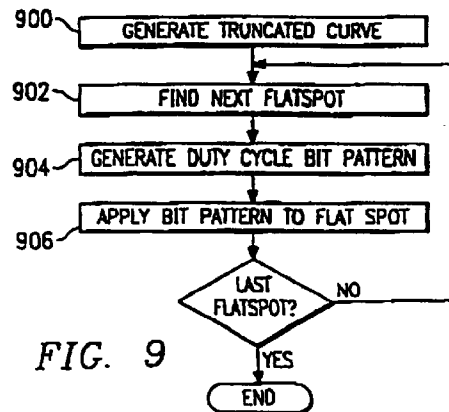 900
GENERATE TRUNCATED CURVE
902
FIND NEXT FLATSPOT
904
GENERATE DUTY CYCLE BIT PATTERN
906
APPLY BIT PATTERN TO FLAT SPOT
LAST
FLATSPOT?
NO
YES
END
FIG. 9